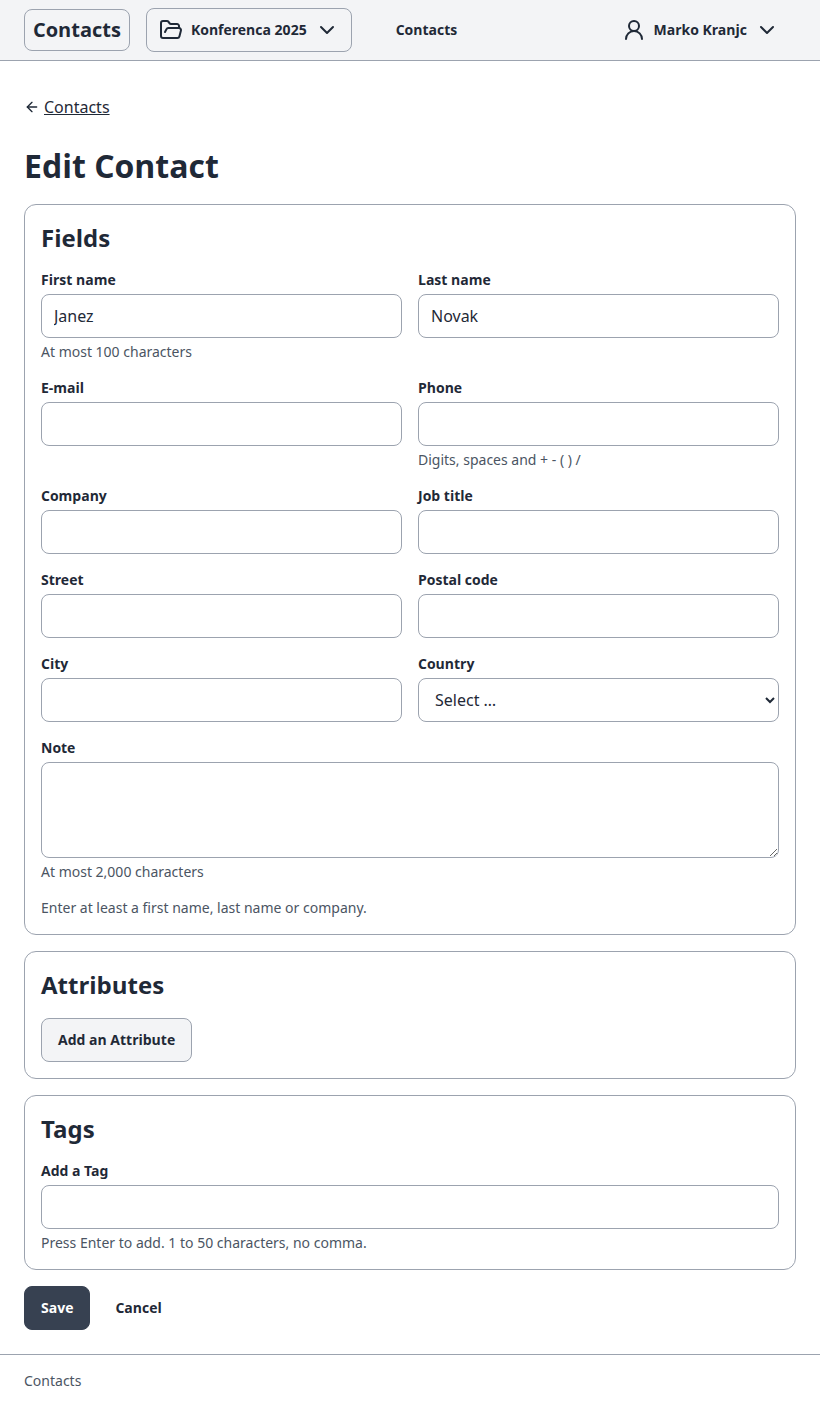 Contacts Konferenca 2025 Contacts Marko Kranjc
Contacts
Edit Contact
Fields
First name Last name
Janez Novak
At most 100 characters
E-mail Phone
Digits, spaces and + - ( ) /
Company Job title
Street Postal code
City Country
Select ...
Note
At most 2,000 characters
Enter at least a first name, last name or company.
Attributes
Add an Attribute
Tags
Add a Tag
Press Enter to add. 1 to 50 characters, no comma.
Save Cancel
Contacts